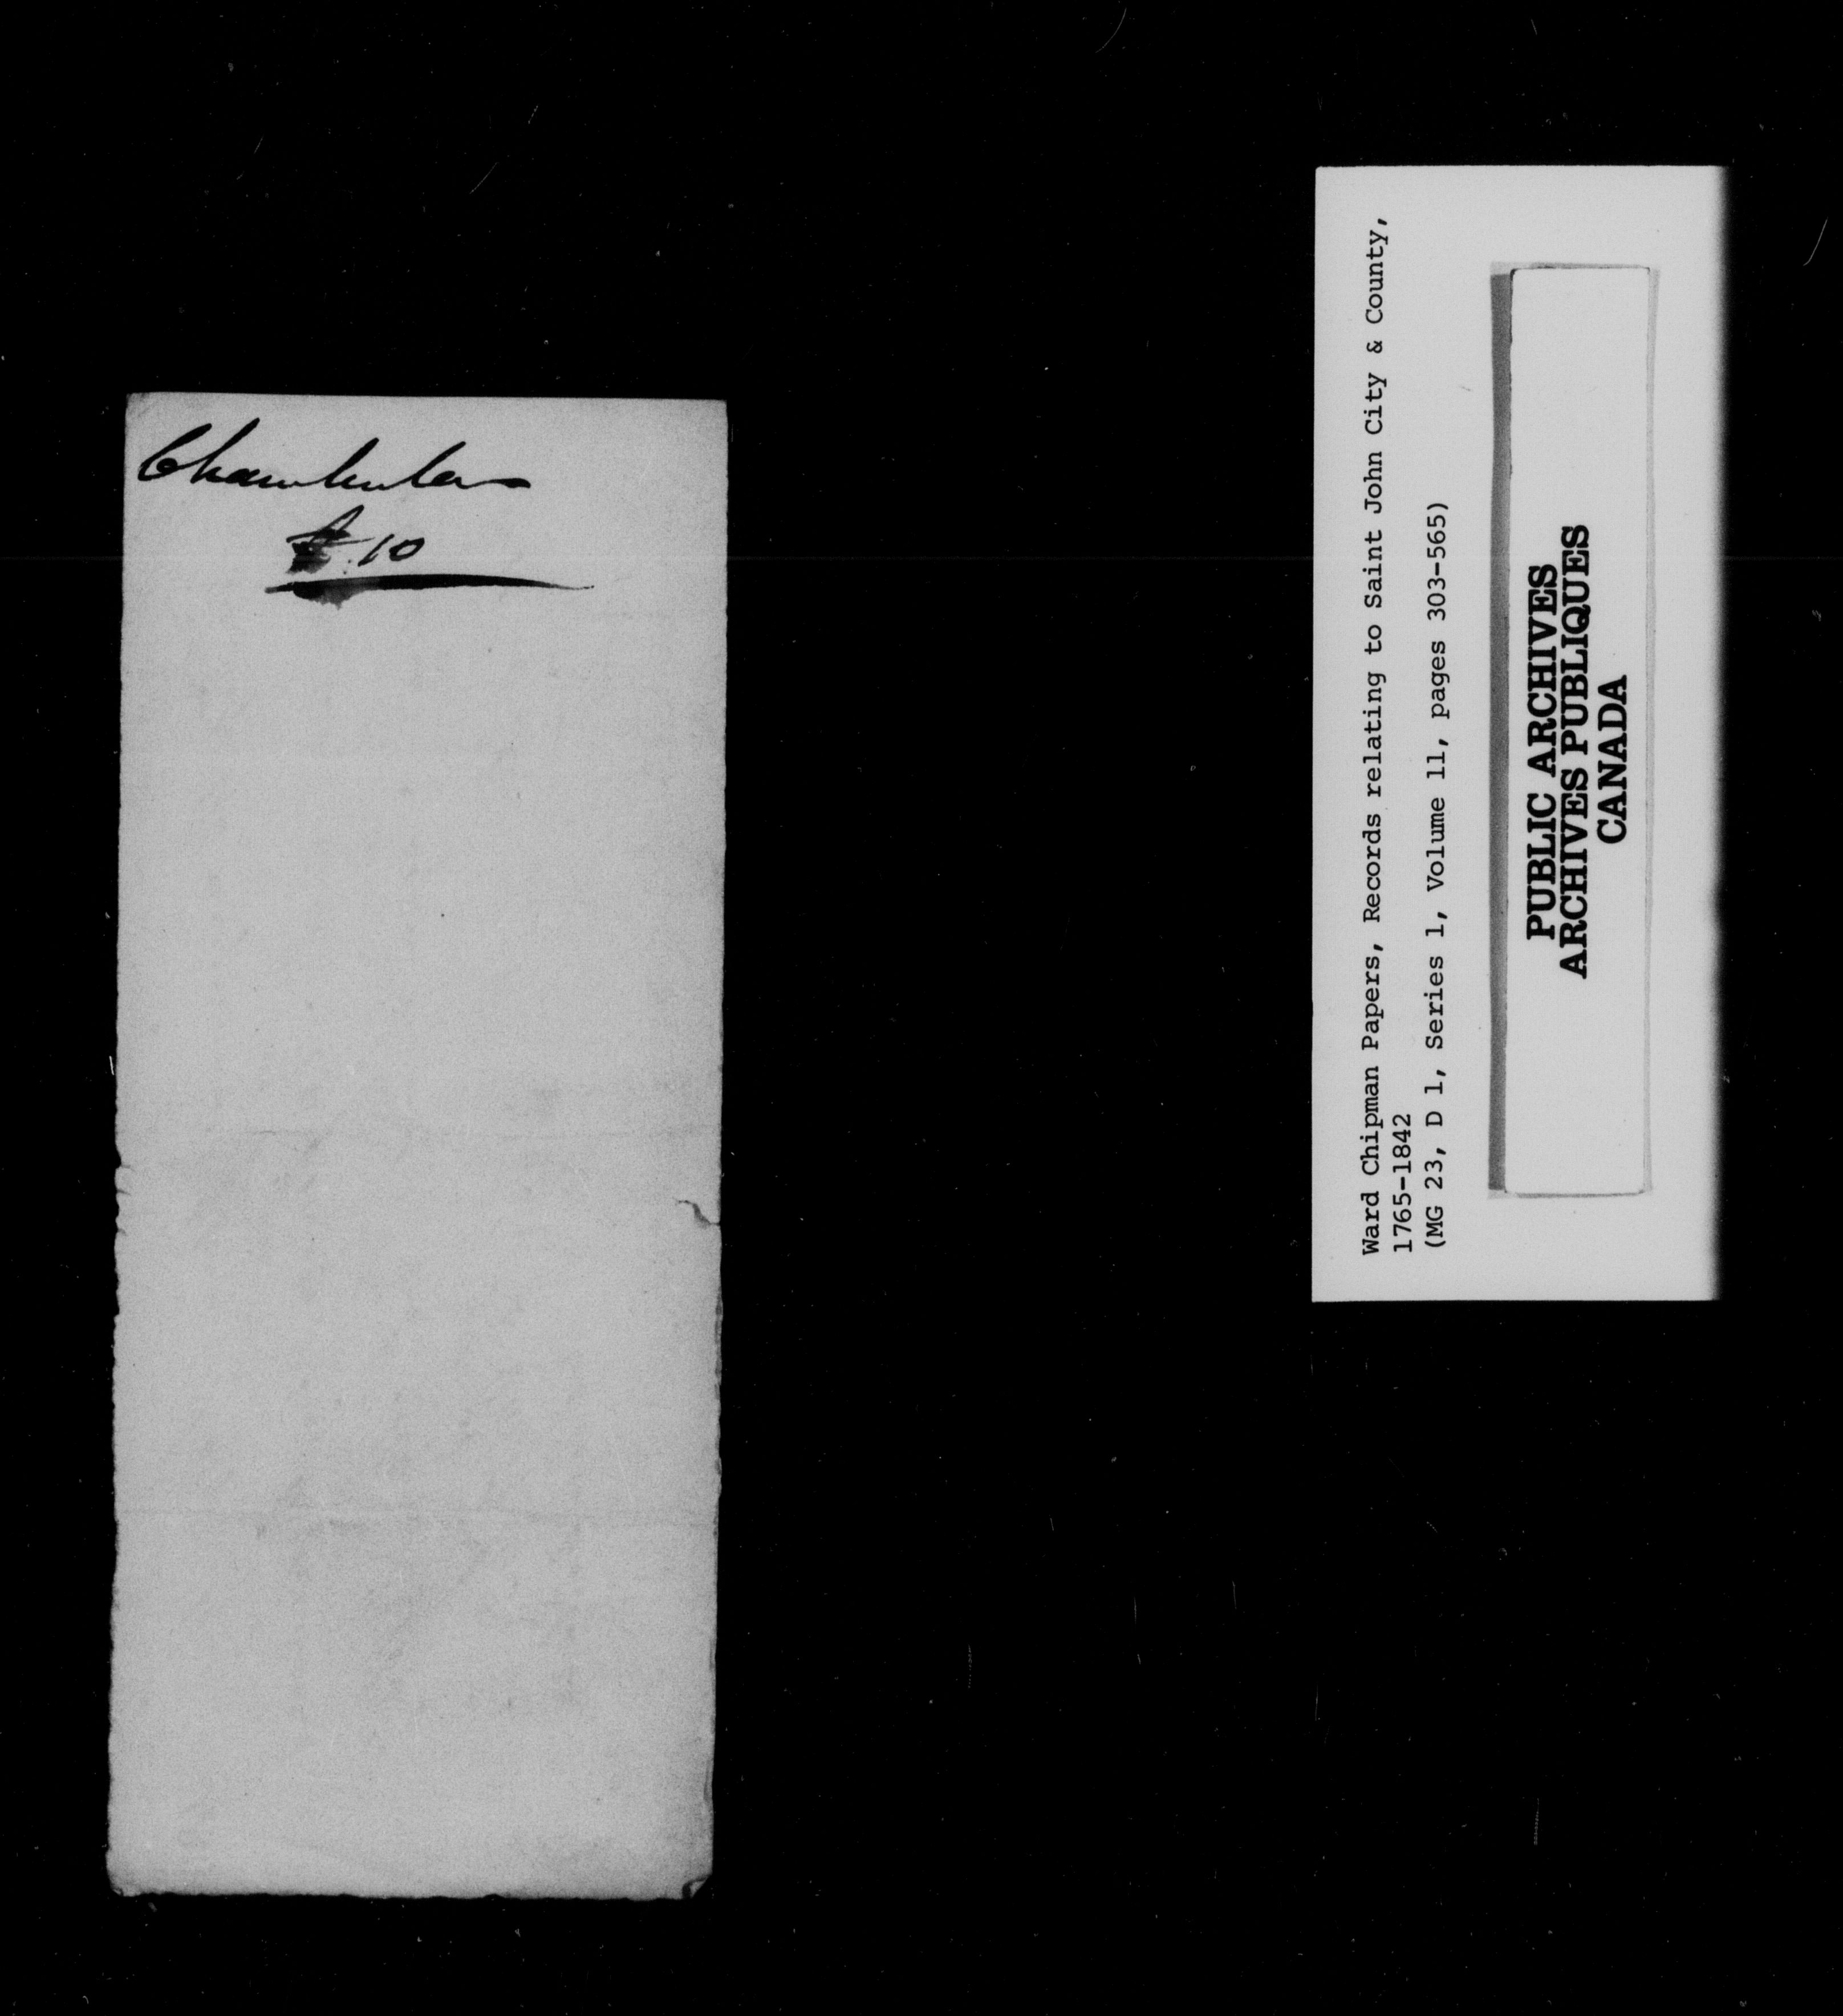 Chamberlain
£.10
Ward Chipman Papers, Records relating to Saint John City & County,
1765-1842
(MG 23, D 1, Series 1, Volume 11, pages 303-565)
PUBLIC ARCHIVES
ARCHIVES PUBLIQUES
CANADA